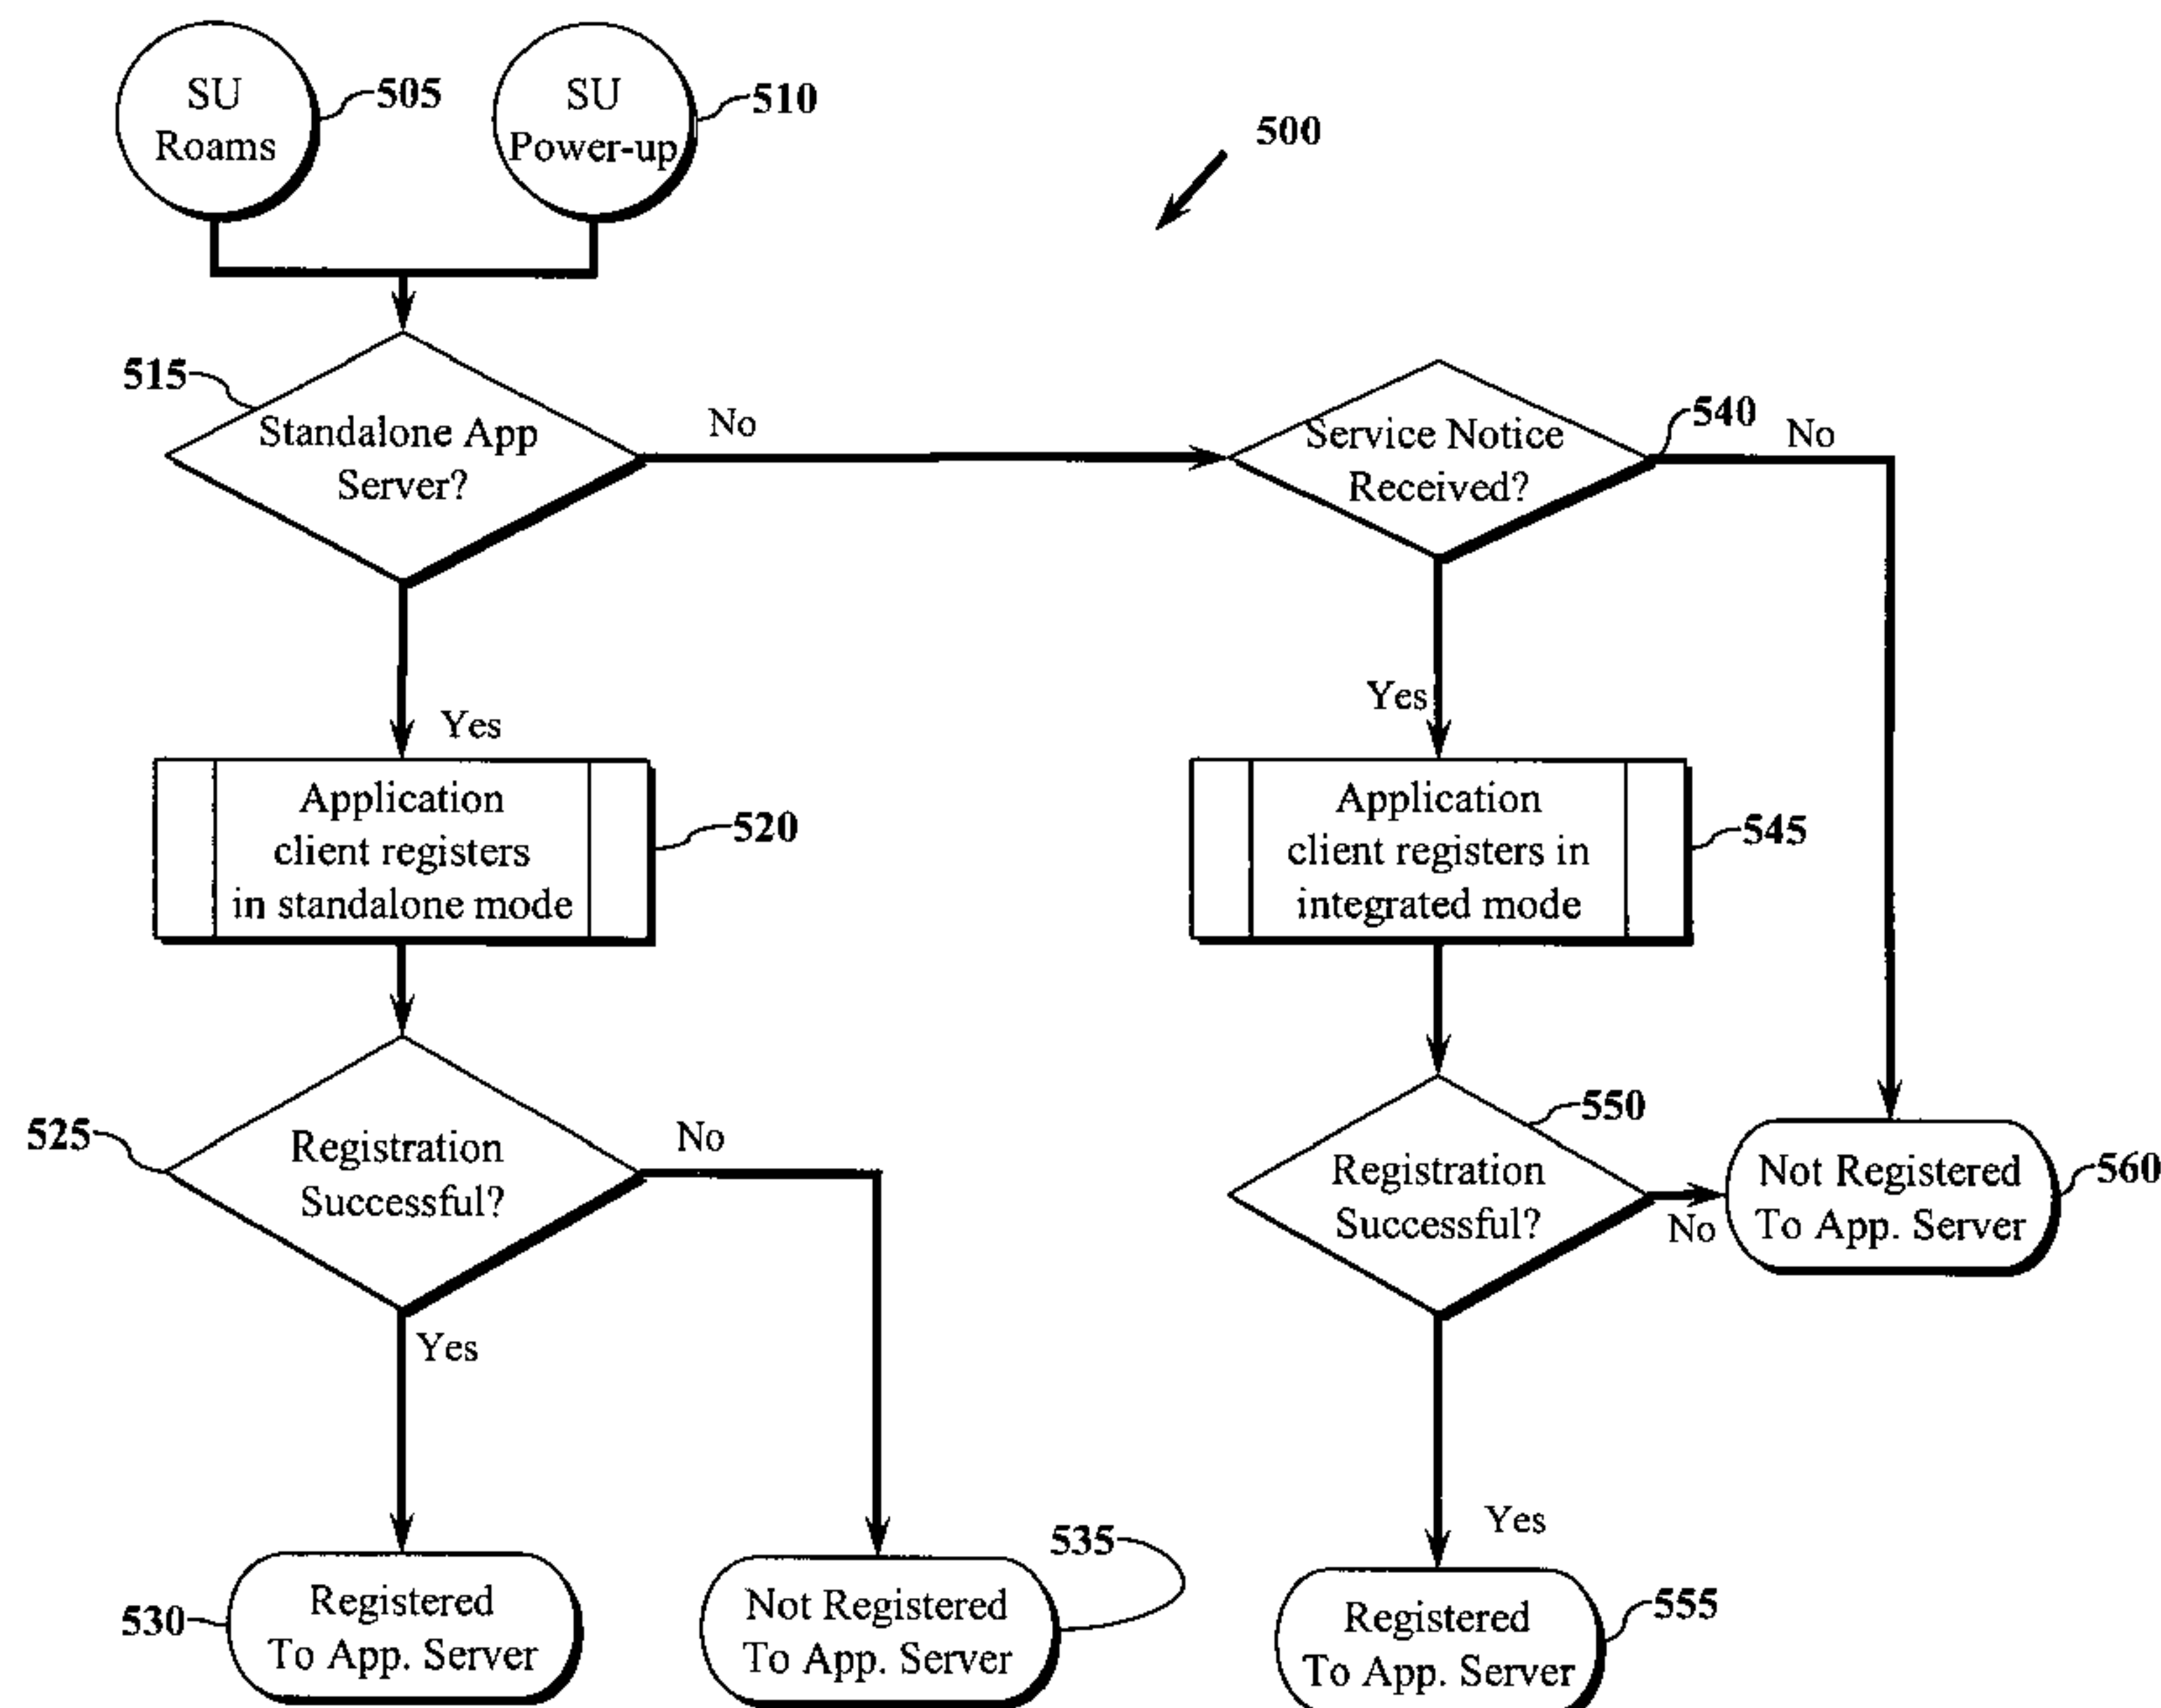 SU
Roams
505
SU
Power-up
510
500
515
Standalone App
Server?
No
Service Notice
Received?
540
No
Yes
Yes
Application
client registers
in standalone mode
520
Application
client registers in
integrated mode
545
525
Registration
Successful?
No
550
Registration
Successful?
No
Not Registered
To App. Server
560
Yes
Yes
530
Registered
To App. Server
535
Not Registered
To App. Server
Registered
To App. Server
555